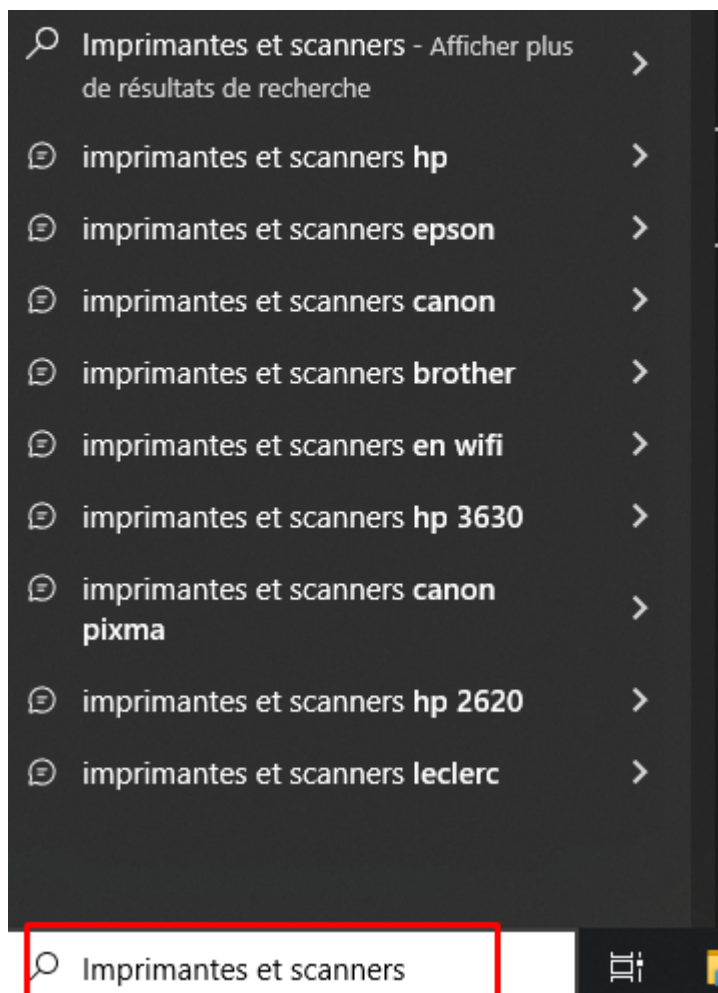 Imprimantes et scanners - Afficher plus
de résultats de recherche
imprimantes et scanners hp
imprimantes et scanners epson
imprimantes et scanners canon
imprimantes et scanners brother
imprimantes et scanners en wifi
imprimantes et scanners hp 3630
imprimantes et scanners canon
pixma
imprimantes et scanners hp 2620
imprimantes et scanners leclerc
Imprimantes et scanners